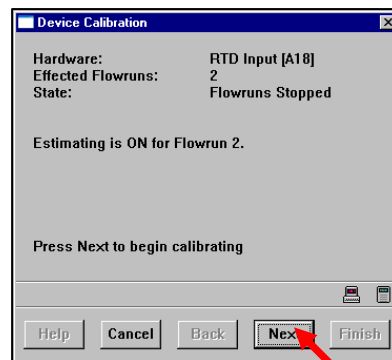 Device Calibration
Hardware: RTD Input [A18]
Effected Flowruns: 2
State: Flowruns Stopped
Estimating is ON for Flowrun 2.
Press Next to begin calibrating
Help Cancel Back Next Finish